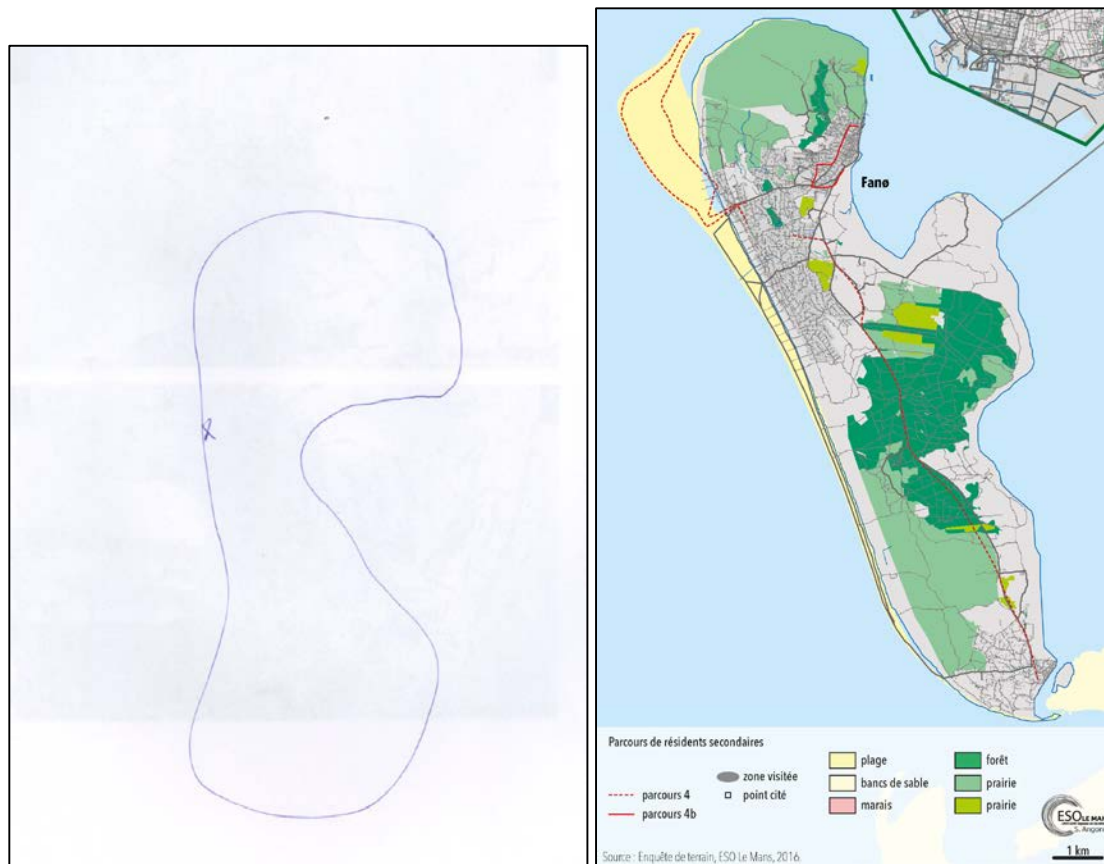 Fanø
Parcours de résidents secondaires
parcours 4
parcours 4b
zone visitée
point cité
plage
bancs de sable
marais
forêt
prairie
prairie
ESO LE MANS
S. Angon
1 km
Source : Enquête de terrain, ESO Le Mans, 2016